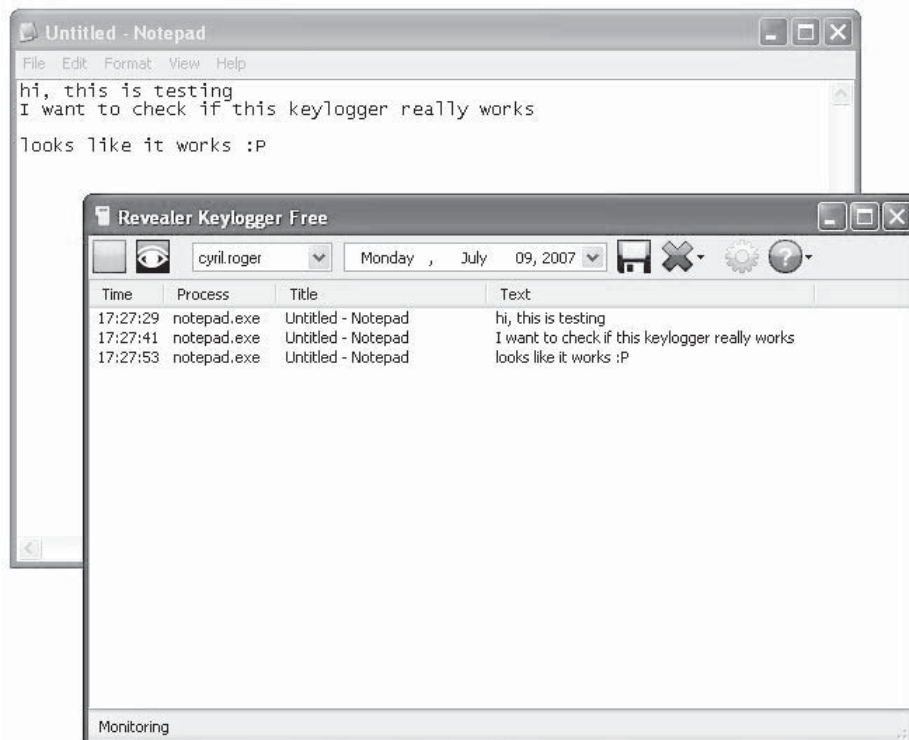 Untitled - Notepad
File Edit Format View Help
hi, this is testing
I want to check if this keylogger really works
looks like it works :P
Revealer Keylogger Free
cyril.roger Monday , July 09, 2007
Time Process Title Text
17:27:29 notepad.exe Untitled - Notepad hi, this is testing
17:27:41 notepad.exe Untitled - Notepad I want to check if this keylogger really works
17:27:53 notepad.exe Untitled - Notepad looks like it works :P
Monitoring